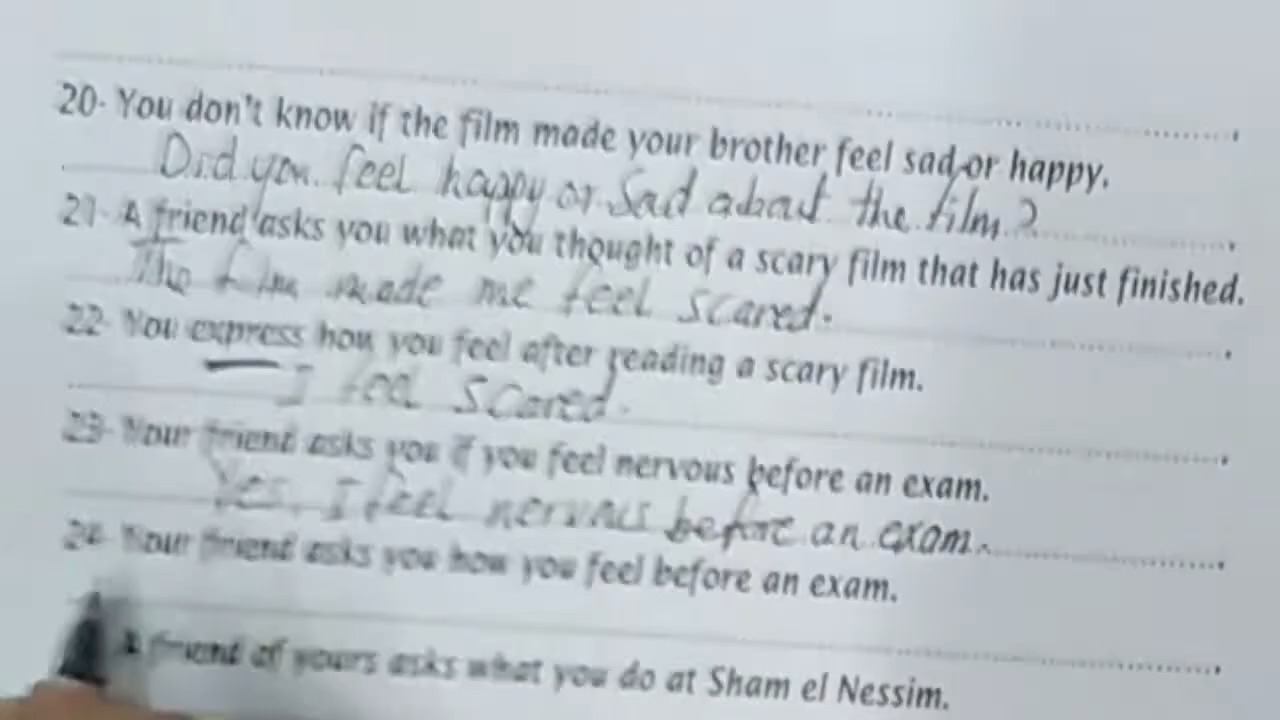 20- You don't know if the film made your brother feel sad or happy.
Did you feel happy or sad about the film?
21- A friend asks you what you thought of a scary film that has just finished.
The film made me feel scared.
22- You express how you feel after reading a scary film.
I feel scared.
23- Your friend asks you if you feel nervous before an exam.
Yes, I feel nervous before an exam.
24- Your friend asks you how you feel before an exam.
A friend of yours asks what you do at Sham el Nessim.